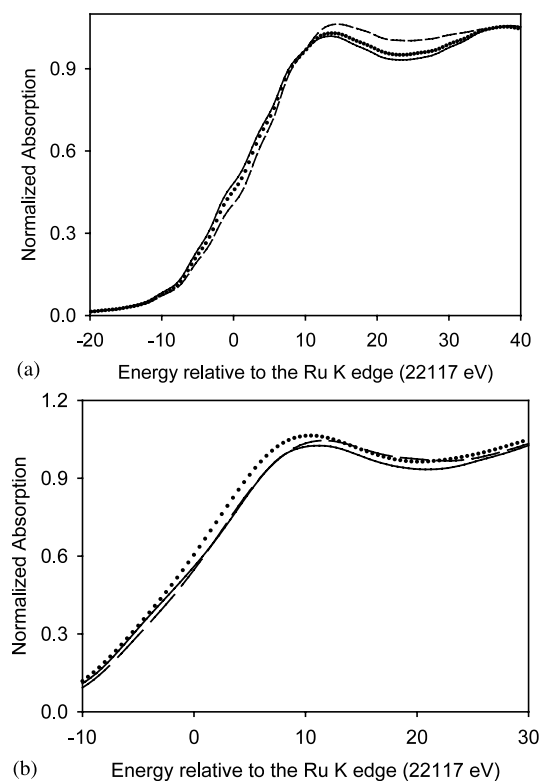 Normalized Absorption
0.9
0.6
0.3
0.0
-20 -10 0 10 20 30 40
(a) Energy relative to the Ru K edge (22117 eV)
Normalized Absorption
1.2
0.9
0.6
0.3
0.0
-10 0 10 20 30
(b) Energy relative to the Ru K edge (22117 eV)